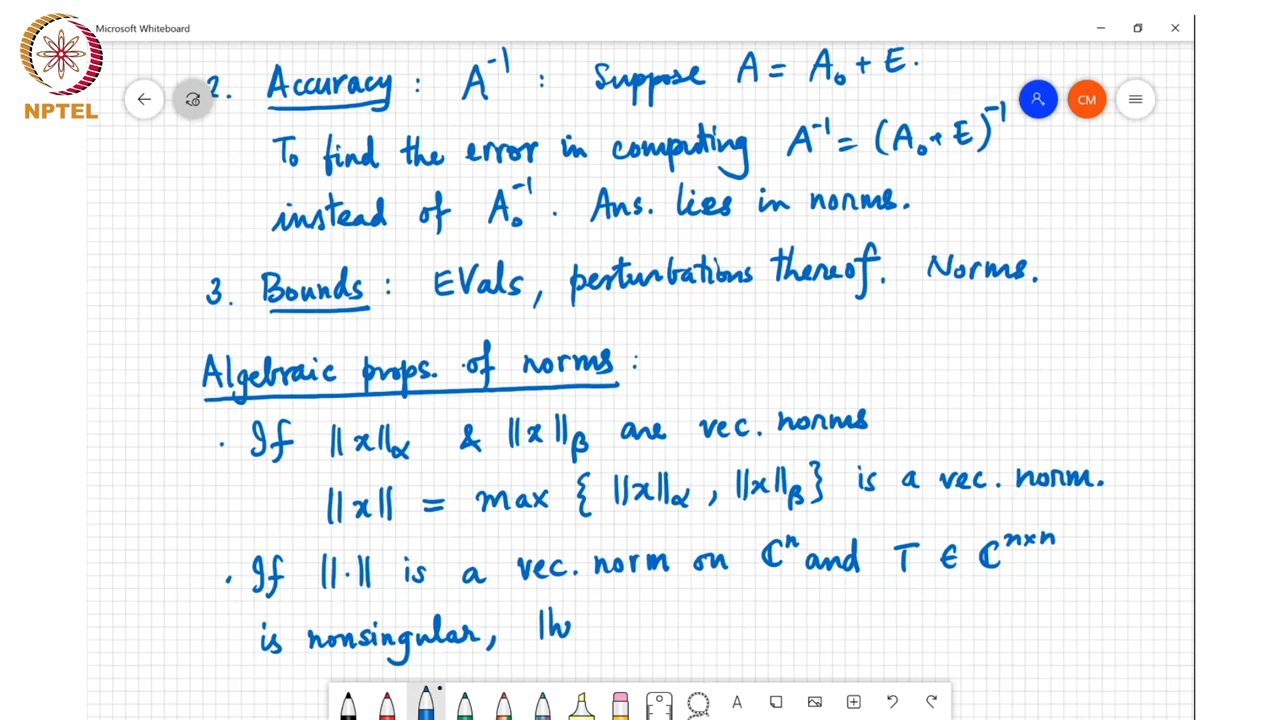 Microsoft Whiteboard
NPTEL
CM
2. Accuracy : A⁻¹ : Suppose A = A₀ + E.
To find the error in computing A⁻¹ = (A₀ + E)⁻¹
instead of A₀⁻¹. Ans. lies in norms.
3. Bounds : EVals, perturbations thereof. Norms.
Algebraic props. of norms :
· If ||x||α & ||x||β are vec. norms
||x|| = max { ||x||α , ||x||β } is a vec. norm.
· If ||·|| is a vec. norm on ℂⁿ and T ∈ ℂⁿˣⁿ
is nonsingular,
A